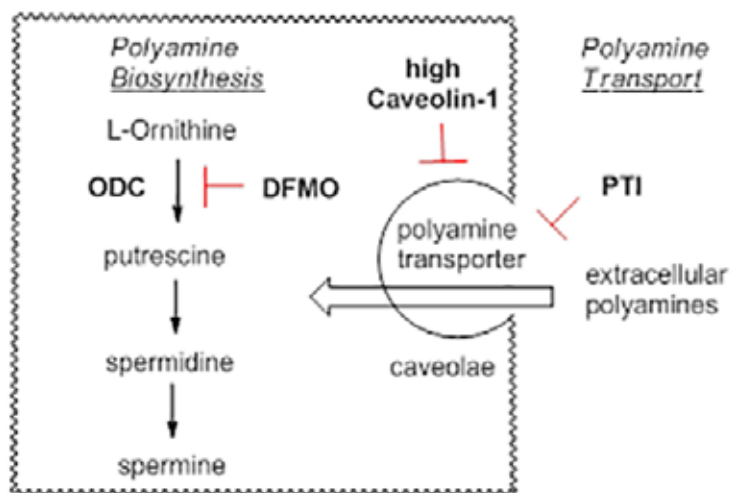 Polyamine
Biosynthesis
L-Ornithine
ODC
DFMO
putrescine
spermidine
spermine
high
Caveolin-1
polyamine
transporter
caveolae
Polyamine
Transport
PTI
extracellular
polyamines